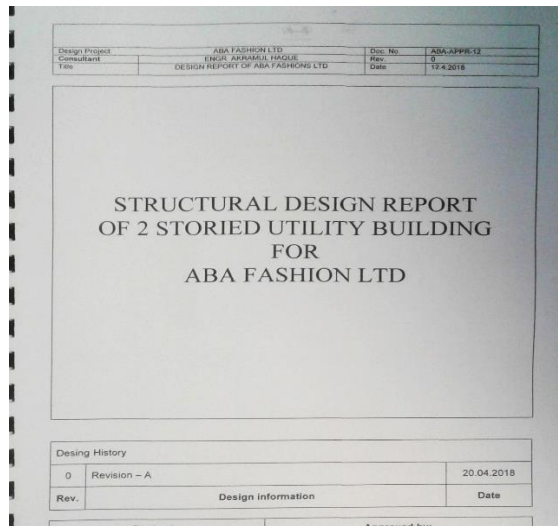 Design Project ABA FASHION LTD Doc. No. ABA-APPR-12
Consultant ENGR. AKRAMUL HAQUE Rev. 0
Title DESIGN REPORT OF ABA FASHIONS LTD Date 12.4.2018
STRUCTURAL DESIGN REPORT
OF 2 STORIED UTILITY BUILDING
FOR
ABA FASHION LTD
Desing History
0 Revision – A 20.04.2018
Rev. Design information Date
Approved by: